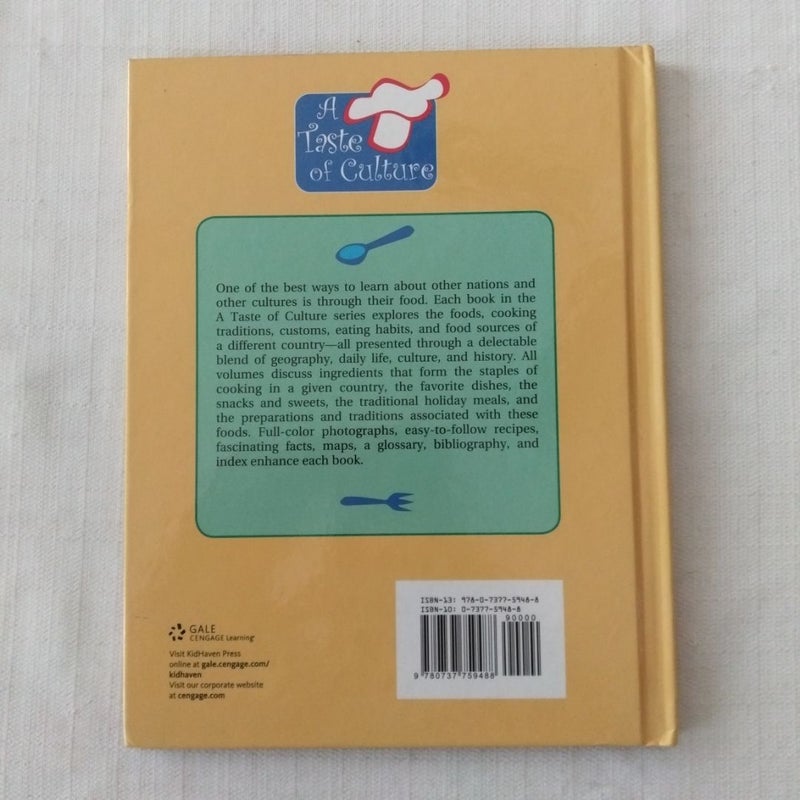 A
Taste
of Culture
One of the best ways to learn about other nations and
other cultures is through their food. Each book in the
A Taste of Culture series explores the foods, cooking
traditions, customs, eating habits, and food sources of
a different country—all presented through a delectable
blend of geography, daily life, culture, and history. All
volumes discuss ingredients that form the staples of
cooking in a given country, the favorite dishes, the
snacks and sweets, the traditional holiday meals, and
the preparations and traditions associated with these
foods. Full-color photographs, easy-to-follow recipes,
fascinating facts, maps, a glossary, bibliography, and
index enhance each book.
GALE
CENGAGE Learning®
Visit KidHaven Press
online at gale.cengage.com/
kidhaven
Visit our corporate website
at cengage.com
ISBN-13: 978-0-7377-5948-8
ISBN-10: 0-7377-5948-8
90000
9 780737 759488